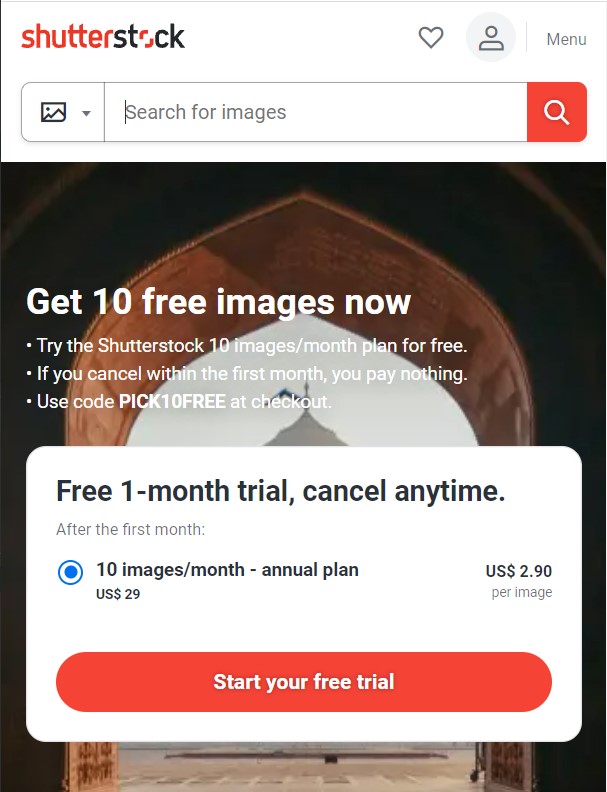 shutterstock
Menu
Search for images
Get 10 free images now
• Try the Shutterstock 10 images/month plan for free.
• If you cancel within the first month, you pay nothing.
• Use code PICK10FREE at checkout.
Free 1-month trial, cancel anytime.
After the first month:
10 images/month - annual plan
US$ 2.90
US$ 29
per image
Start your free trial